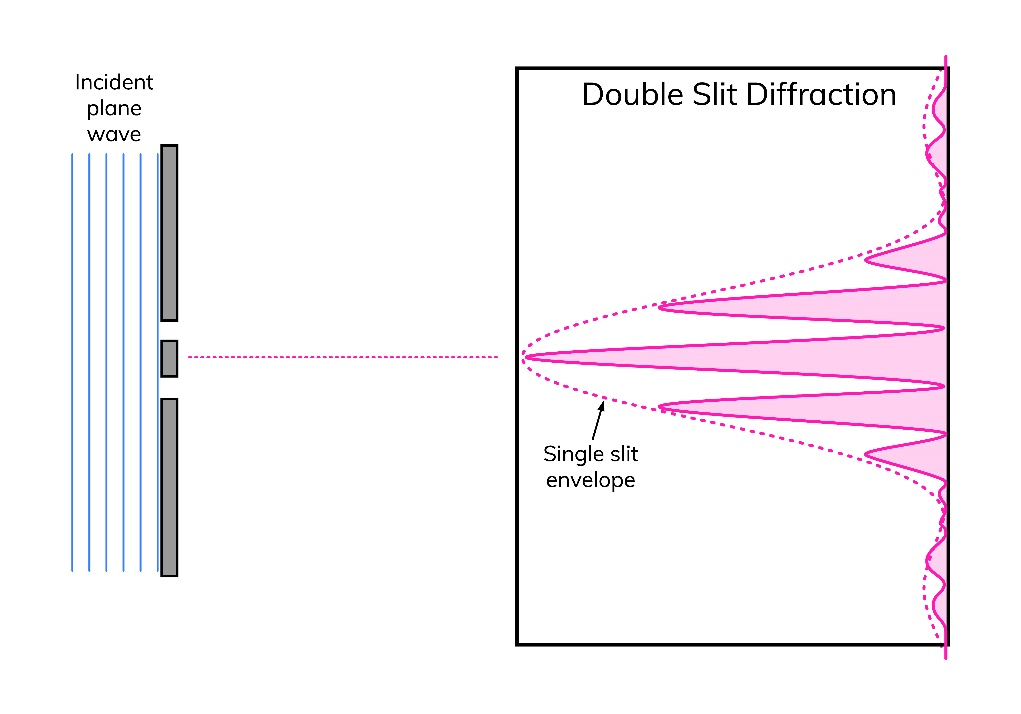 Incident
plane
wave
Double Slit Diffraction
Single slit
envelope